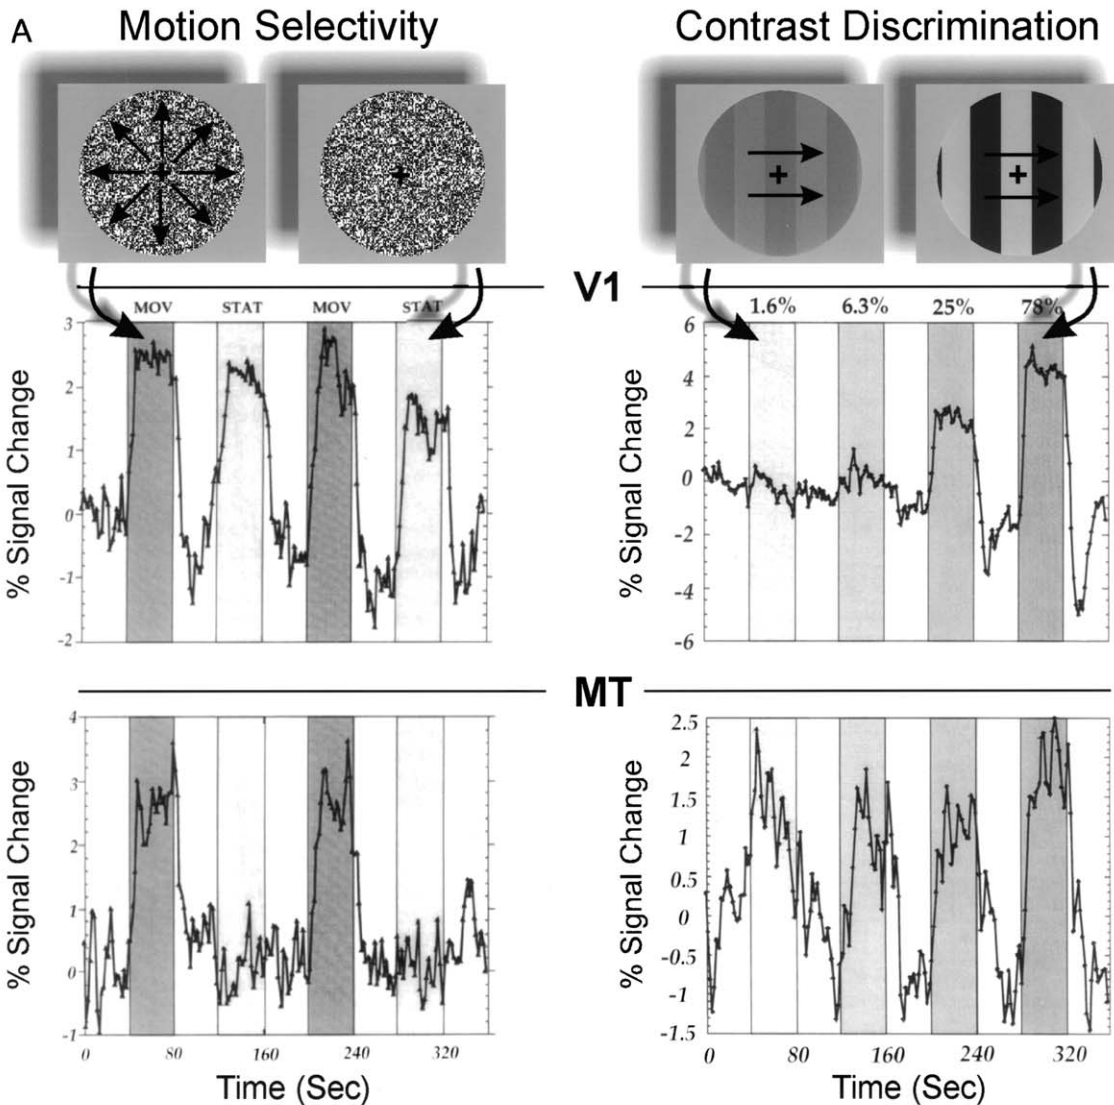 A
Motion Selectivity
Contrast Discrimination
+
+
+
+
V1
MOV STAT MOV STAT
1.6% 6.3% 25% 78%
3
2
1
0
-1
-2
% Signal Change
6
4
2
0
-2
-4
-6
% Signal Change
MT
4
3
2
1
0
-1
% Signal Change
0 80 160 240 320
Time (Sec)
2.5
2
1.5
1
0.5
0
-0.5
-1
-1.5
% Signal Change
0 80 160 240 320
Time (Sec)